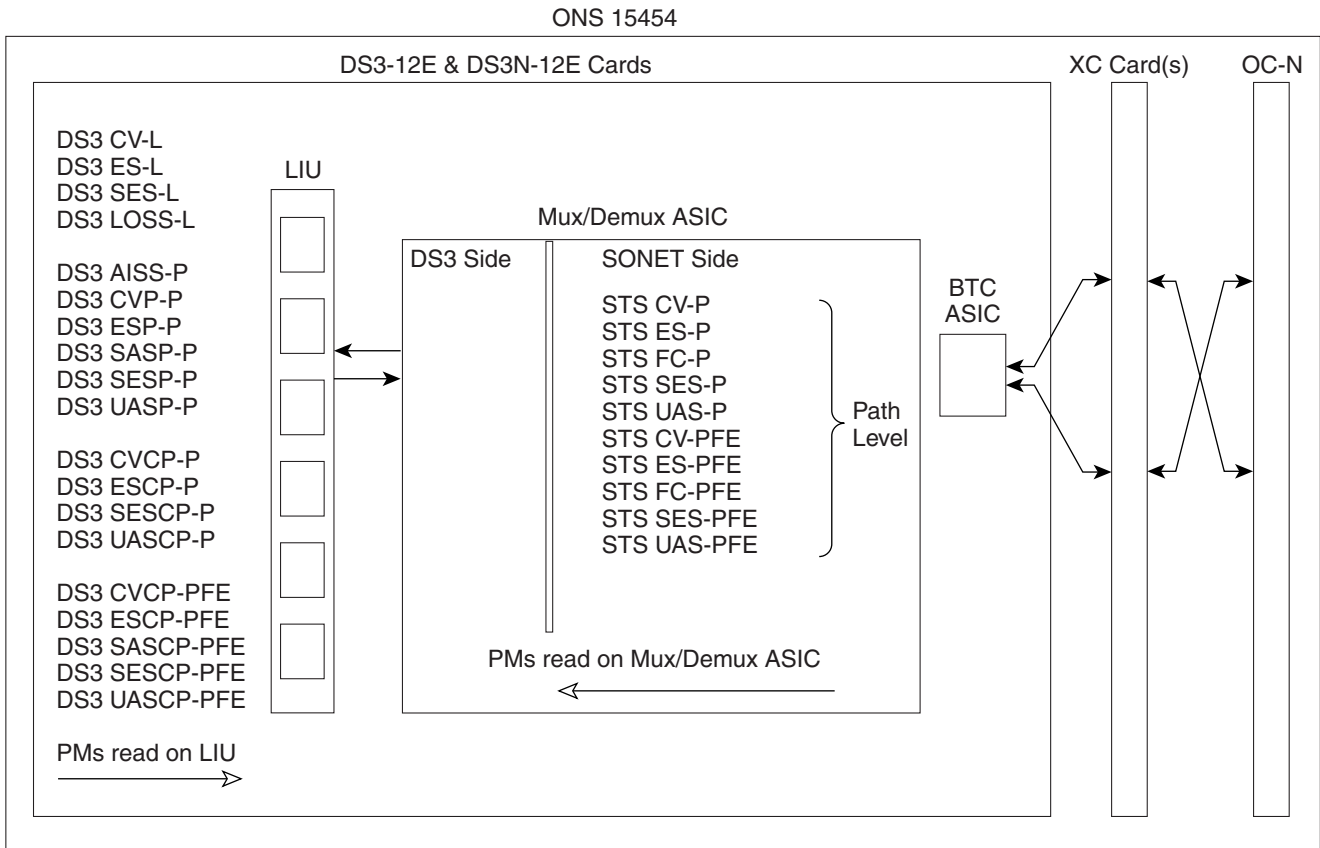 ONS 15454
DS3-12E & DS3N-12E Cards
XC Card(s)
OC-N
DS3 CV-L
DS3 ES-L
DS3 SES-L
DS3 LOSS-L
DS3 AISS-P
DS3 CVP-P
DS3 ESP-P
DS3 SASP-P
DS3 SESP-P
DS3 UASP-P
DS3 CVCP-P
DS3 ESCP-P
DS3 SESCP-P
DS3 UASCP-P
DS3 CVCP-PFE
DS3 ESCP-PFE
DS3 SASCP-PFE
DS3 SESCP-PFE
DS3 UASCP-PFE
PMs read on LIU
LIU
Mux/Demux ASIC
DS3 Side
SONET Side
STS CV-P
STS ES-P
STS FC-P
STS SES-P
STS UAS-P
STS CV-PFE
STS ES-PFE
STS FC-PFE
STS SES-PFE
STS UAS-PFE
Path
Level
PMs read on Mux/Demux ASIC
BTC
ASIC